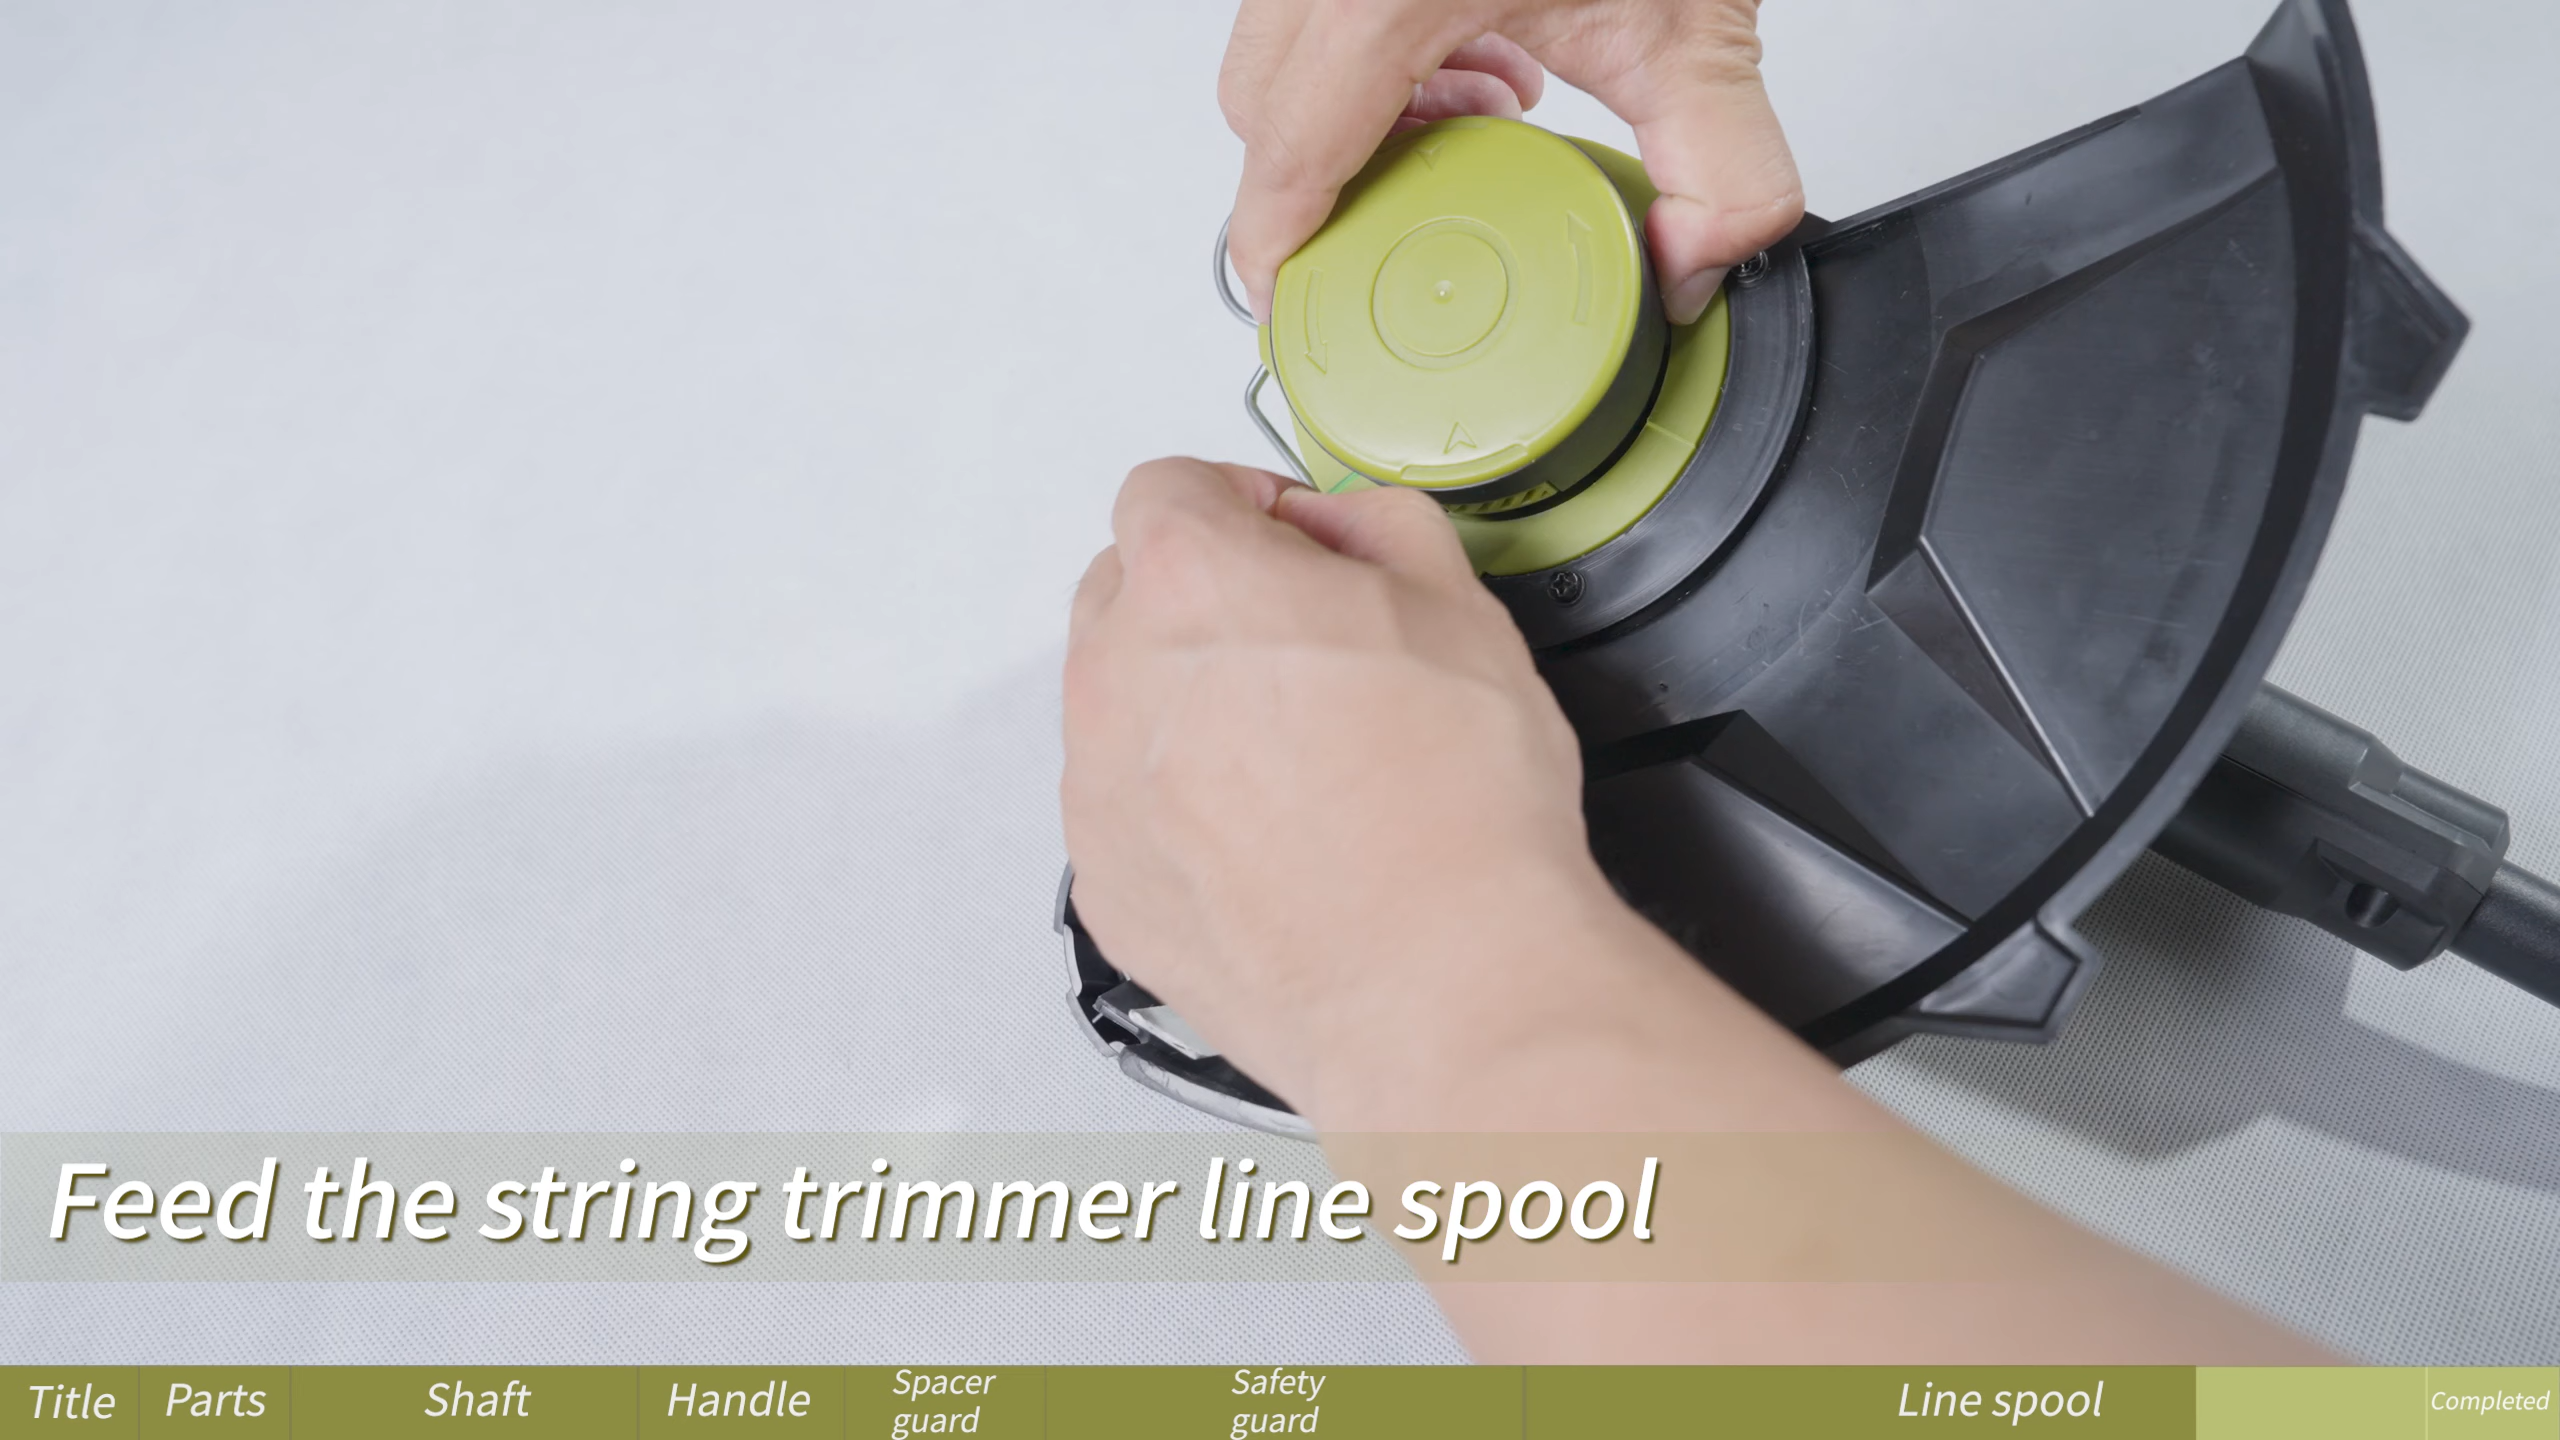 Feed the string trimmer line spool
Title
Parts
Shaft
Handle
Spacer
guard
Safety
guard
Line spool
Completed